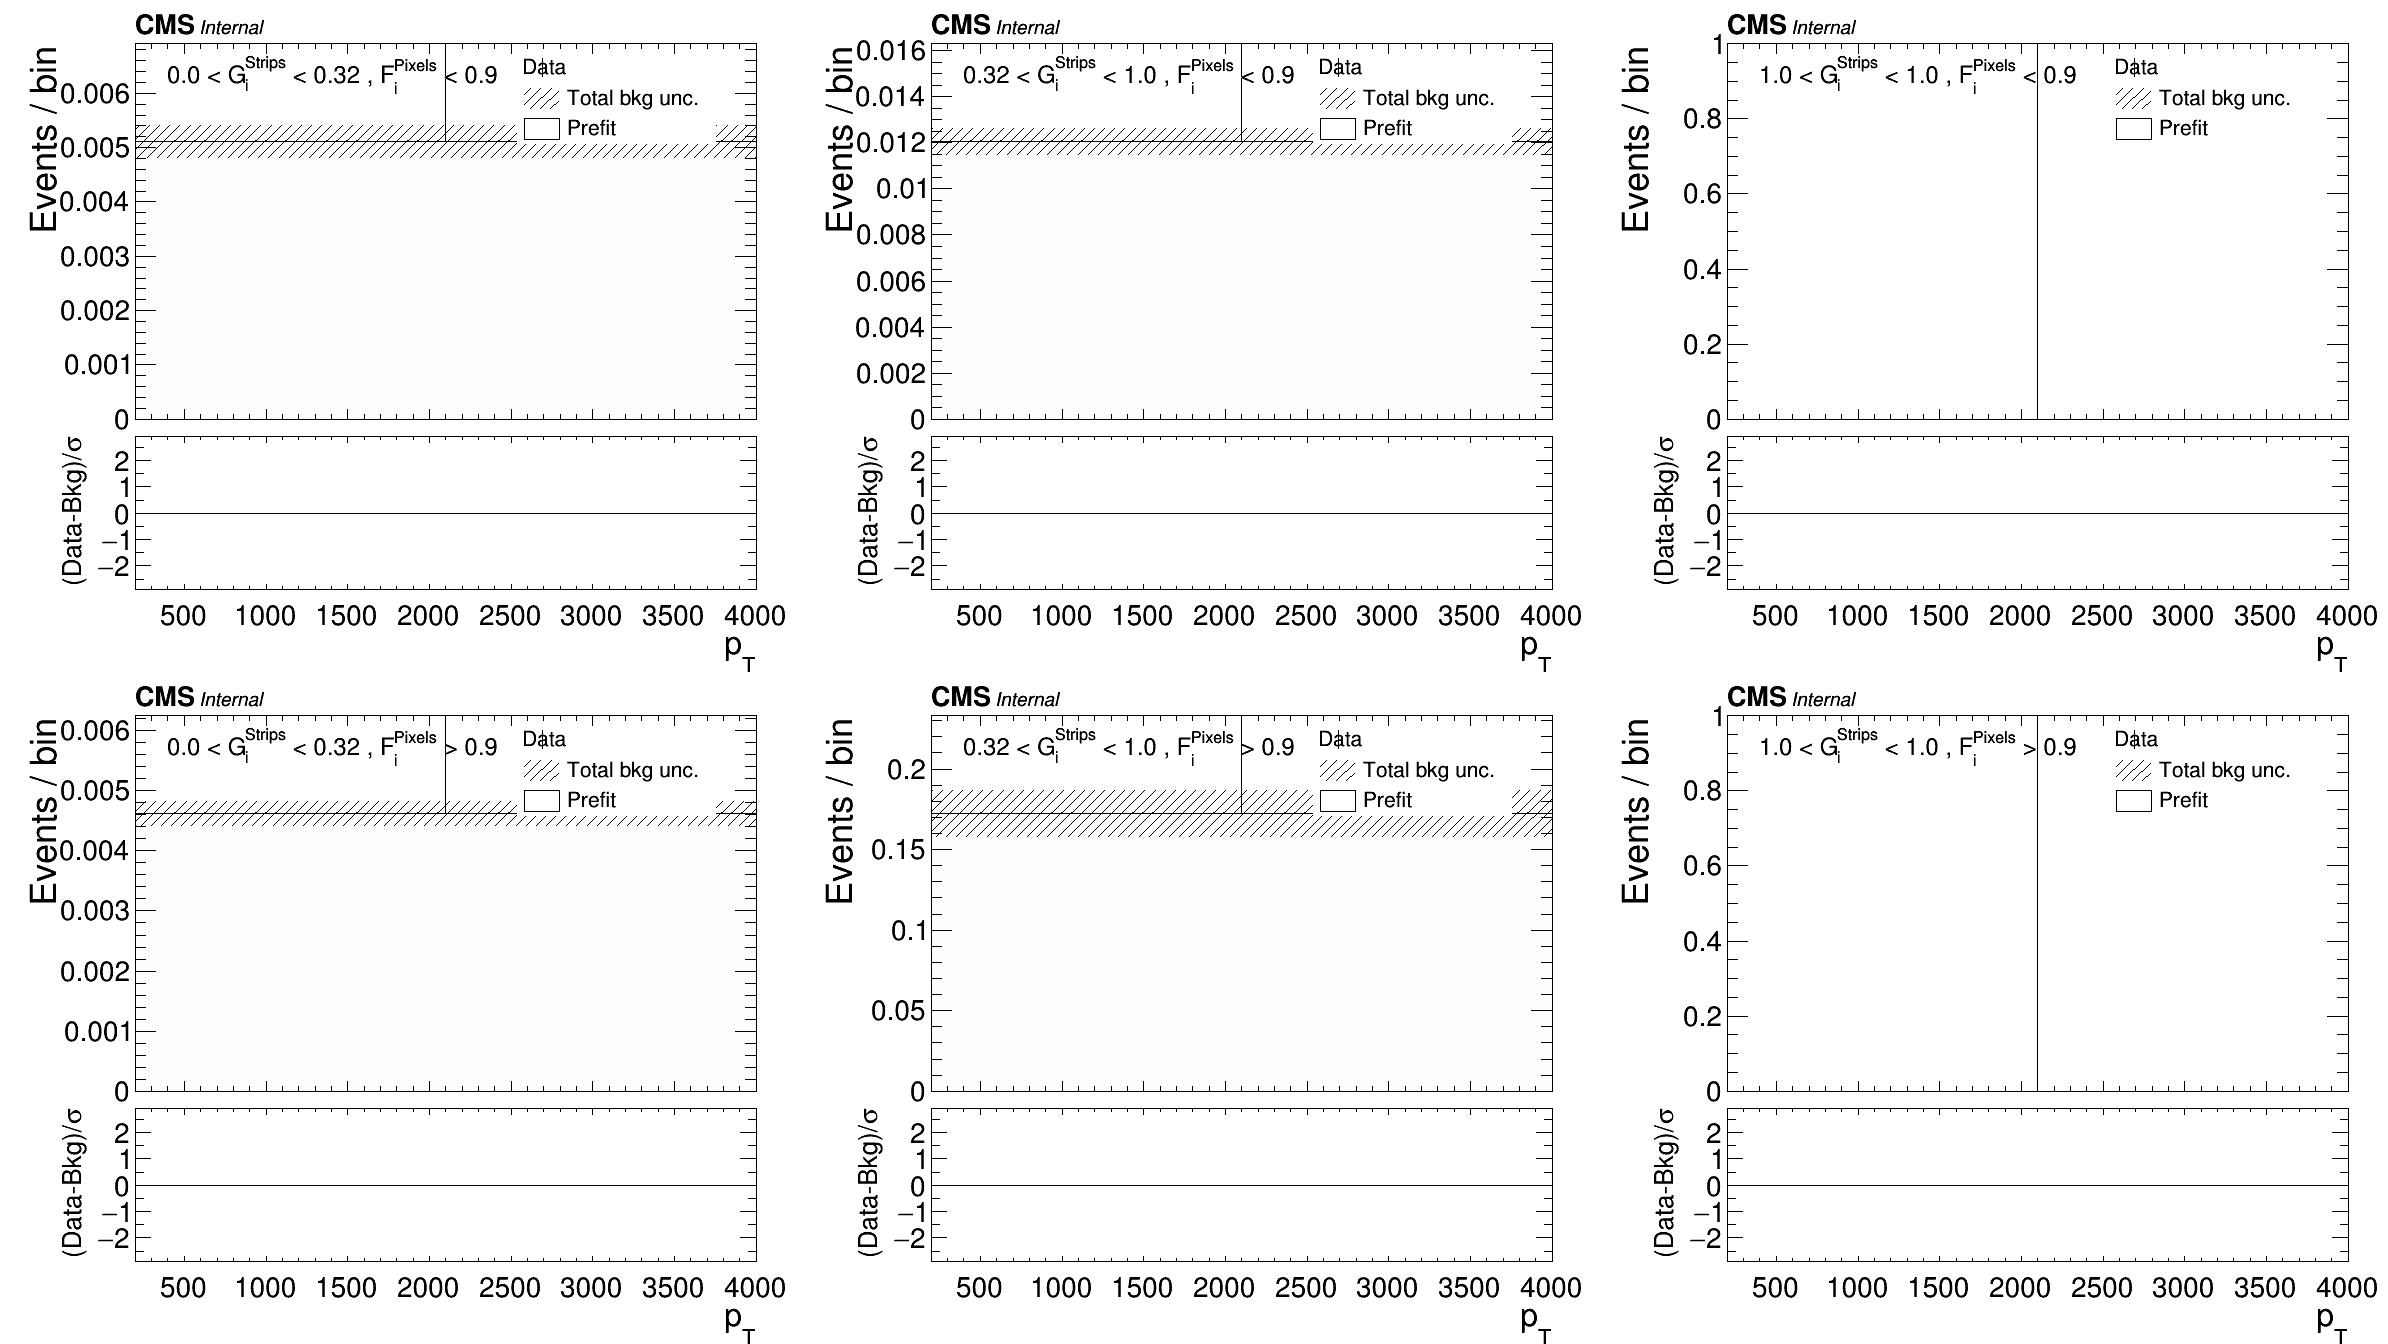 CMS Internal
Events / bin
0.0 < G_i^Strips < 0.32 , F_i^Pixels < 0.9
Data
Total bkg unc.
Prefit
0.006
0.005
0.004
0.003
0.002
0.001
0
(Data-Bkg)/σ
2
1
0
−1
−2
500 1000 1500 2000 2500 3000 3500 4000
p_T
CMS Internal
Events / bin
0.32 < G_i^Strips < 1.0 , F_i^Pixels < 0.9
Data
Total bkg unc.
Prefit
0.016
0.014
0.012
0.01
0.008
0.006
0.004
0.002
0
(Data-Bkg)/σ
2
1
0
−1
−2
500 1000 1500 2000 2500 3000 3500 4000
p_T
CMS Internal
Events / bin
1.0 < G_i^Strips < 1.0 , F_i^Pixels < 0.9
Data
Total bkg unc.
Prefit
1
0.8
0.6
0.4
0.2
0
(Data-Bkg)/σ
2
1
0
−1
−2
500 1000 1500 2000 2500 3000 3500 4000
p_T
CMS Internal
Events / bin
0.0 < G_i^Strips < 0.32 , F_i^Pixels > 0.9
Data
Total bkg unc.
Prefit
0.006
0.005
0.004
0.003
0.002
0.001
0
(Data-Bkg)/σ
2
1
0
−1
−2
500 1000 1500 2000 2500 3000 3500 4000
p_T
CMS Internal
Events / bin
0.32 < G_i^Strips < 1.0 , F_i^Pixels > 0.9
Data
Total bkg unc.
Prefit
0.2
0.15
0.1
0.05
0
(Data-Bkg)/σ
2
1
0
−1
−2
500 1000 1500 2000 2500 3000 3500 4000
p_T
CMS Internal
Events / bin
1.0 < G_i^Strips < 1.0 , F_i^Pixels > 0.9
Data
Total bkg unc.
Prefit
1
0.8
0.6
0.4
0.2
0
(Data-Bkg)/σ
2
1
0
−1
−2
500 1000 1500 2000 2500 3000 3500 4000
p_T